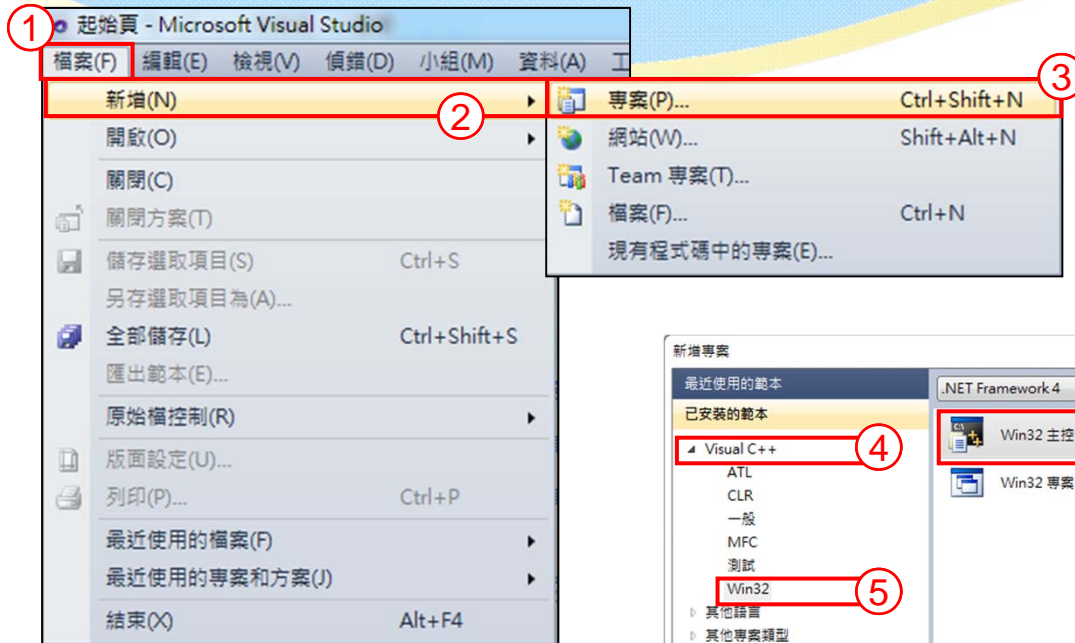 ① 起始頁 - Microsoft Visual Studio
檔案(F) 編輯(E) 檢視(V) 偵錯(D) 小組(M) 資料(A)
新增(N) ②
開啟(O)
關閉(C)
關閉方案(T)
儲存選取項目(S) Ctrl+S
另存選取項目為(A)...
全部儲存(L) Ctrl+Shift+S
匯出範本(E)...
原始檔控制(R)
版面設定(U)...
列印(P)... Ctrl+P
最近使用的檔案(F)
最近使用的專案和方案(J)
結束(X) Alt+F4
專案(P)... Ctrl+Shift+N ③
網站(W)... Shift+Alt+N
Team 專案(T)...
檔案(F)... Ctrl+N
現有程式碼中的專案(E)...
新增專案
最近使用的範本
已安裝的範本
Visual C++ ④
ATL
CLR
一般
MFC
測試
Win32 ⑤
其他語言
其他專案類型
.NET Framework 4
Win32 主控
Win32 專案